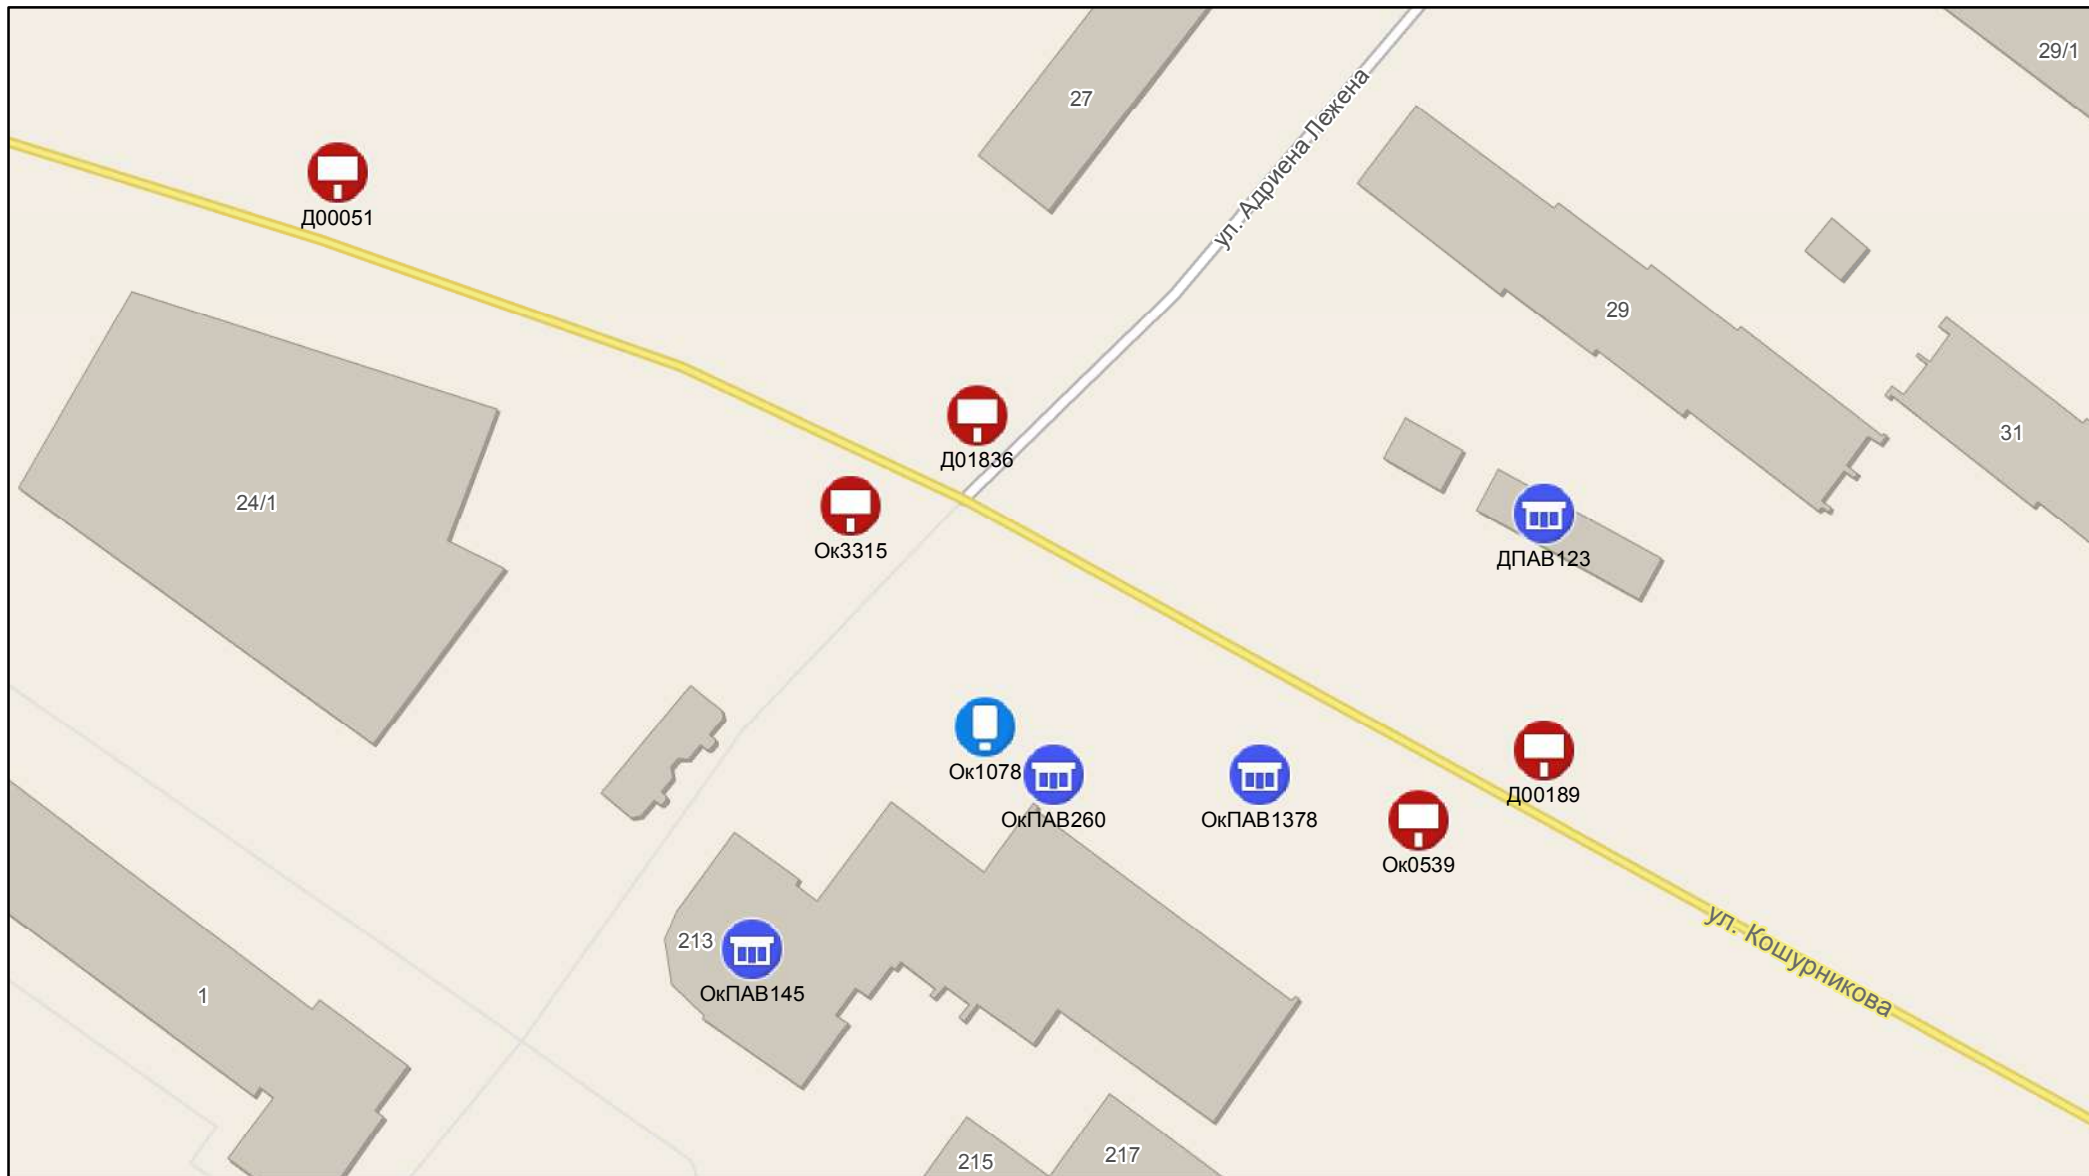 29/1
27
ул. Адриена Лежена
Д00051
29
31
Д01836
24/1
Ок3315
ДПАВ123
Ок1078
Д00189
ОкПАВ260
ОкПАВ1378
Ок0539
ул. Кошурникова
213
ОкПАВ145
1
215
217